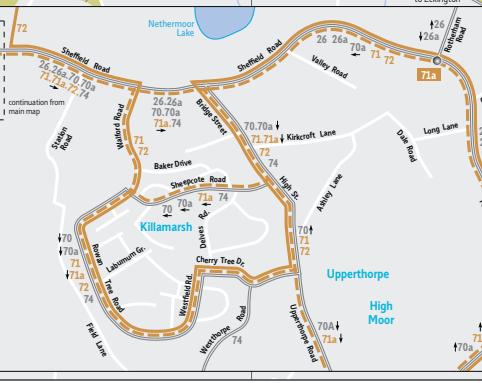 to Eckington
72
Nethermoor
Lake
↑26
↓26a
Rotherham
Road
Sheffield Road
26.26a.70.70a
71.71a.72.74
→
continuation from
main map
Station
Road
Walford Road
71
72
26.26a
70.70a
71a.74
→
Bridge Street
Sheffield Road
26 26a
70a
←
71 72
71a
Valley Road
70.70a↓
71.71a↓
72
74
Kirkcroft Lane
Dale Road
Long Lane
Baker Drive
Sheepcote Road
70
←
70a
←
71a
←
74
High St.
Ashley Lane
Killamarsh
Delves Rd.
70↑
71
72
↓70
↓70a
71
↓71a
72
74
Rowan
Tree Road
Laburnum Gr.
Cherry Tree Dr.
Westfield Rd.
Upperthorpe
High
Moor
Field Lane
Westthorpe Road
74
Upperthorpe Road
70A↓
71a↓
71
↑70a